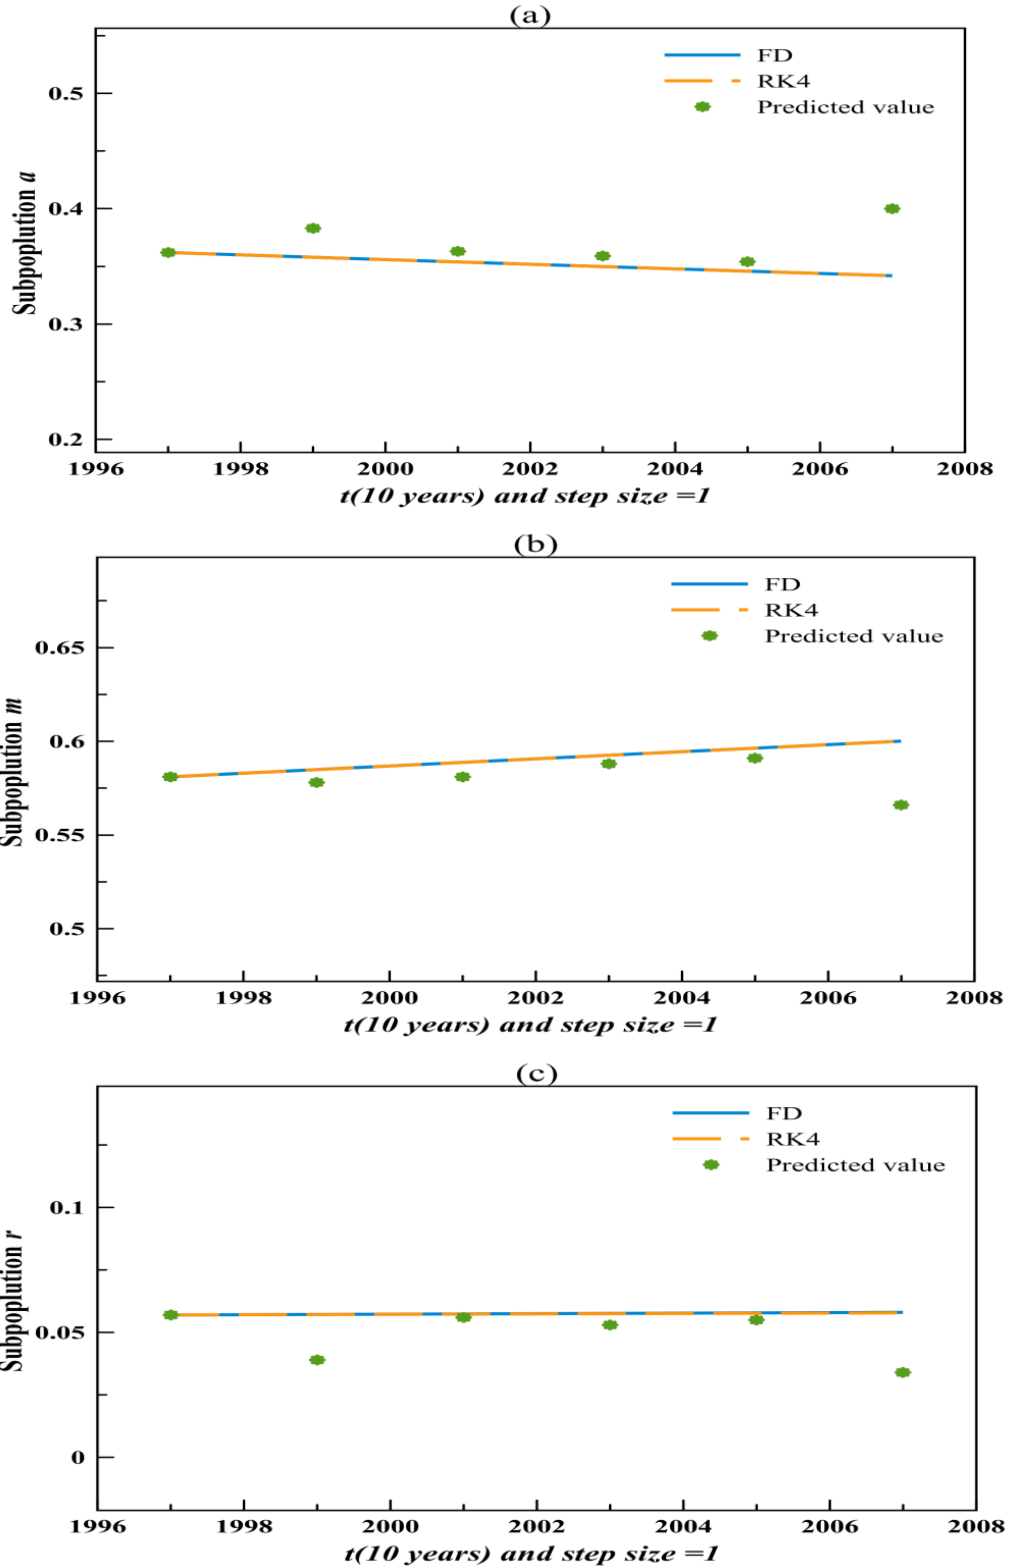 (a)
FD
RK4
Predicted value
0.5
0.4
0.3
0.2
Subpoplution a
1996 1998 2000 2002 2004 2006 2008
t(10 years) and step size =1
(b)
FD
RK4
Predicted value
0.65
0.6
0.55
0.5
Subpoplution m
1996 1998 2000 2002 2004 2006 2008
t(10 years) and step size =1
(c)
FD
RK4
Predicted value
0.1
0.05
0
Subpoplution r
1996 1998 2000 2002 2004 2006 2008
t(10 years) and step size =1